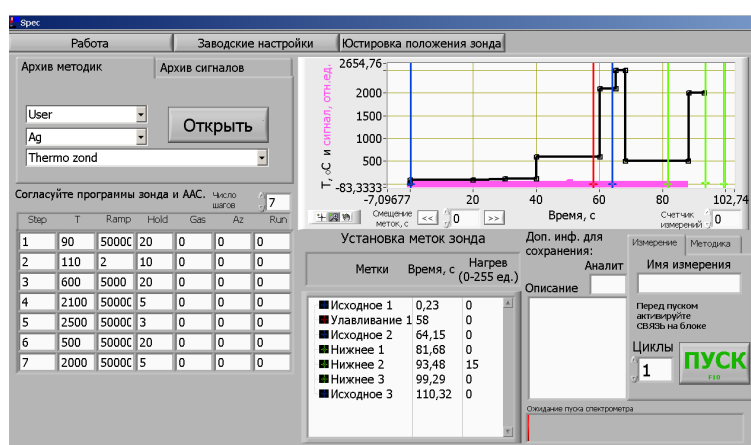 Spec
Работа
Заводские настройки
Юстировка положения зонда
Архив методик
Архив сигналов
User
Ag
Открыть
Thermo zond
Согласуйте программы зонда и ААС.
Число шагов
7
Step T Ramp Hold Gas Az Run
1 90 5000C 20 0 0 0
2 110 2 10 0 0 0
3 600 5000 20 0 0 0
4 2100 5000C 5 0 0 0
5 2500 5000C 3 0 0 0
6 500 5000C 20 0 0 0
7 2000 5000C 5 0 0 0
T, °C и сигнал, отн.ед.
2654,76
2000
1500
1000
500
-83,3333
-7,09677 20 40 60 80 102,74
Смещение меток, с
<< 0 >>
Время, с
Счетчик измерений
0
Установка меток зонда
Метки Время, с Нагрев
(0-255 ед.)
Исходное 1 0,23 0
Улавливание 1 58 0
Исходное 2 64,15 0
Нижнее 1 81,68 0
Нижнее 2 93,48 15
Нижнее 3 99,29 0
Исходное 3 110,32 0
Доп. инф. для
сохранения:
Аналит
Описание
Измерение
Методика
Имя измерения
Перед пуском
активируйте
СВЯЗЬ на блоке
Циклы
1
ПУСК
F10
Ожидание пуска спектрометра